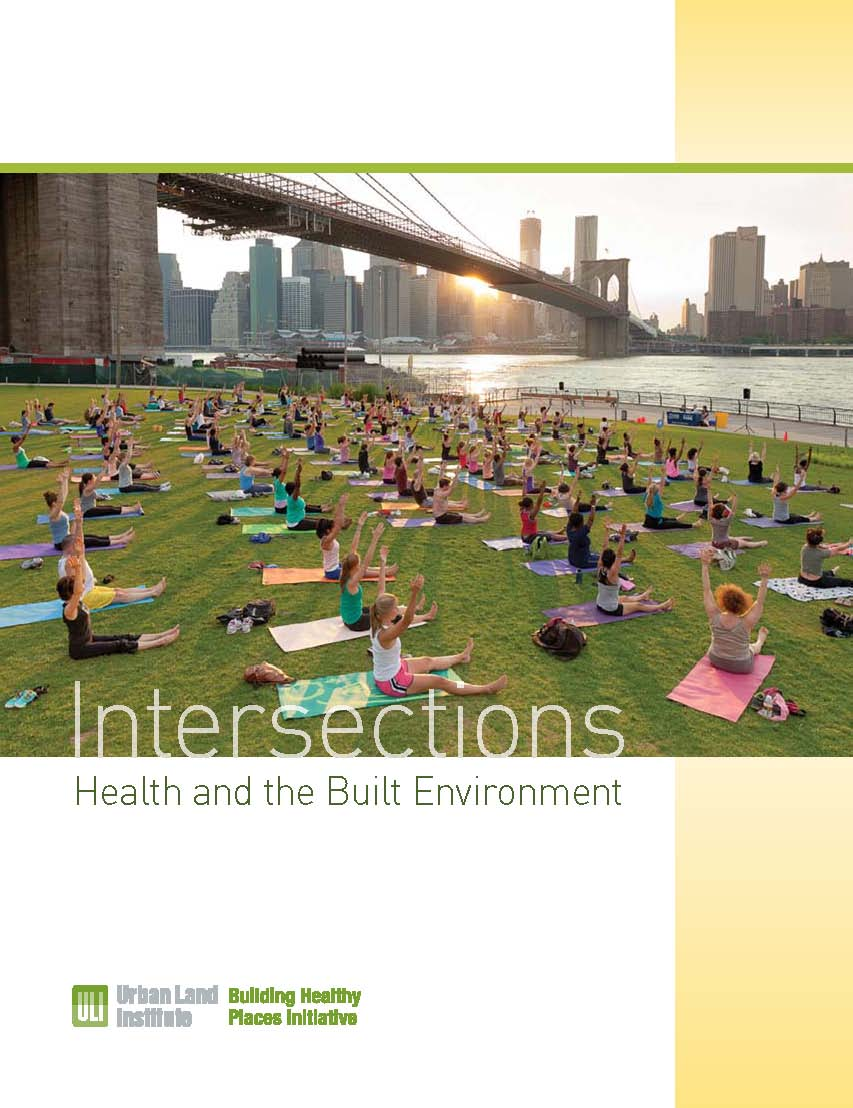 Intersections
Health and the Built Environment
ULI
Urban Land
Institute
Building Healthy
Places Initiative